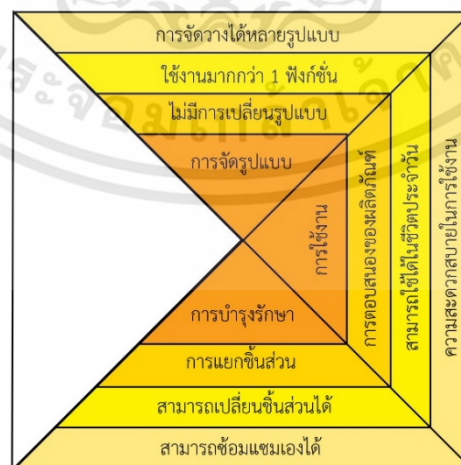 การจัดวางได้หลายรูปแบบ
ใช้งานมากกว่า 1 ฟังก์ชั่น
ไม่มีการเปลี่ยนรูปแบบ
การจัดรูปแบบ
การใช้งาน
การตอบสนองของผลิตภัณฑ์
สามารถใช้ได้ในชีวิตประจำวัน
ความสะดวกสบายในการใช้งาน
การบำรุงรักษา
การแยกชิ้นส่วน
สามารถเปลี่ยนชิ้นส่วนได้
สามารถซ้อมแซมเองได้